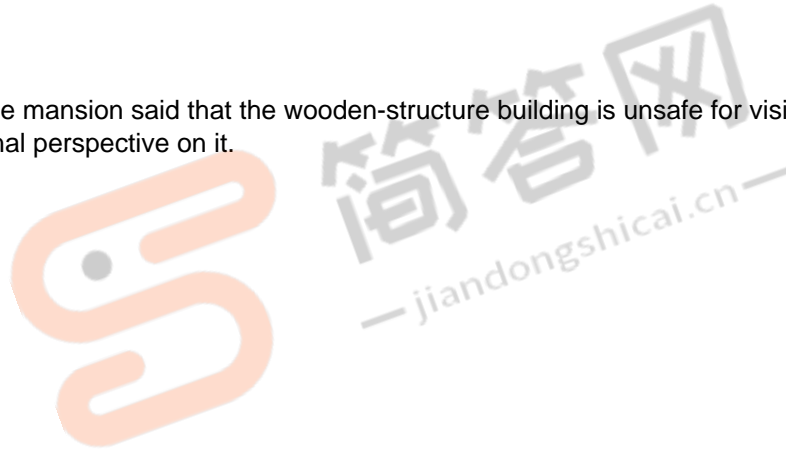 e mansion said that the wooden-structure building is unsafe for visi
nal perspective on it.
简答网
jiandongshicai.cn